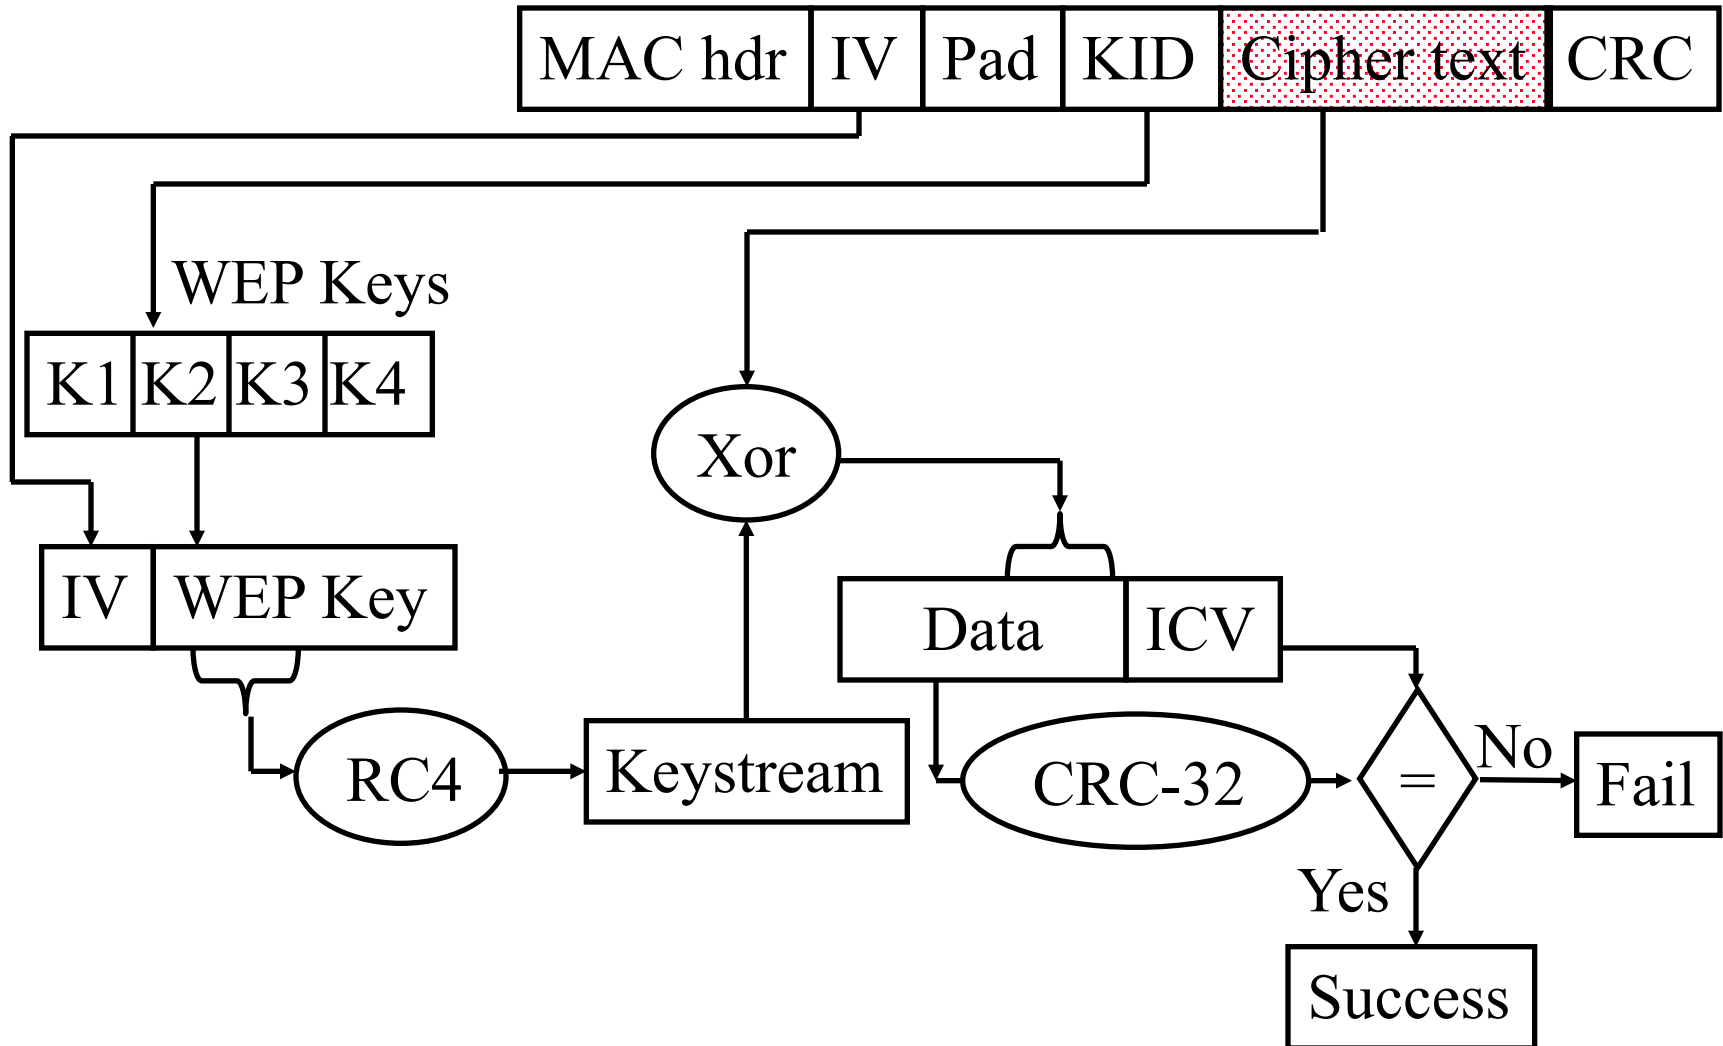 MAC hdr IV Pad KID Cipher text CRC
WEP Keys
K1 K2 K3 K4
Xor
IV WEP Key
Data ICV
RC4
Keystream
CRC-32
=
No
Fail
Yes
Success